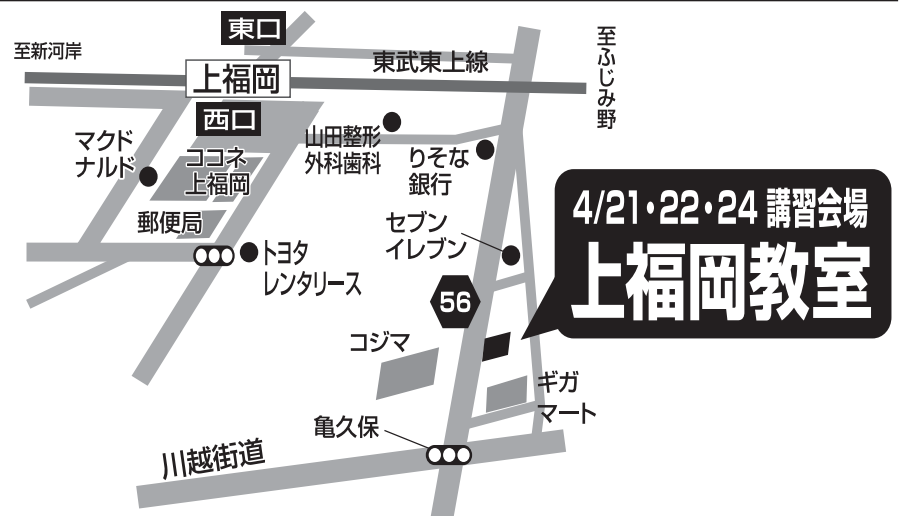 東口
至新河岸
東武東上線
至ふじみ野
上福岡
西口
マクド
ナルド
ココネ
上福岡
山田整形
外科歯科
りそな
銀行
郵便局
セブン
イレブン
トヨタ
レンタリース
4/21・22・24 講習会場
上福岡教室
56
コジマ
ギガ
マート
亀久保
川越街道